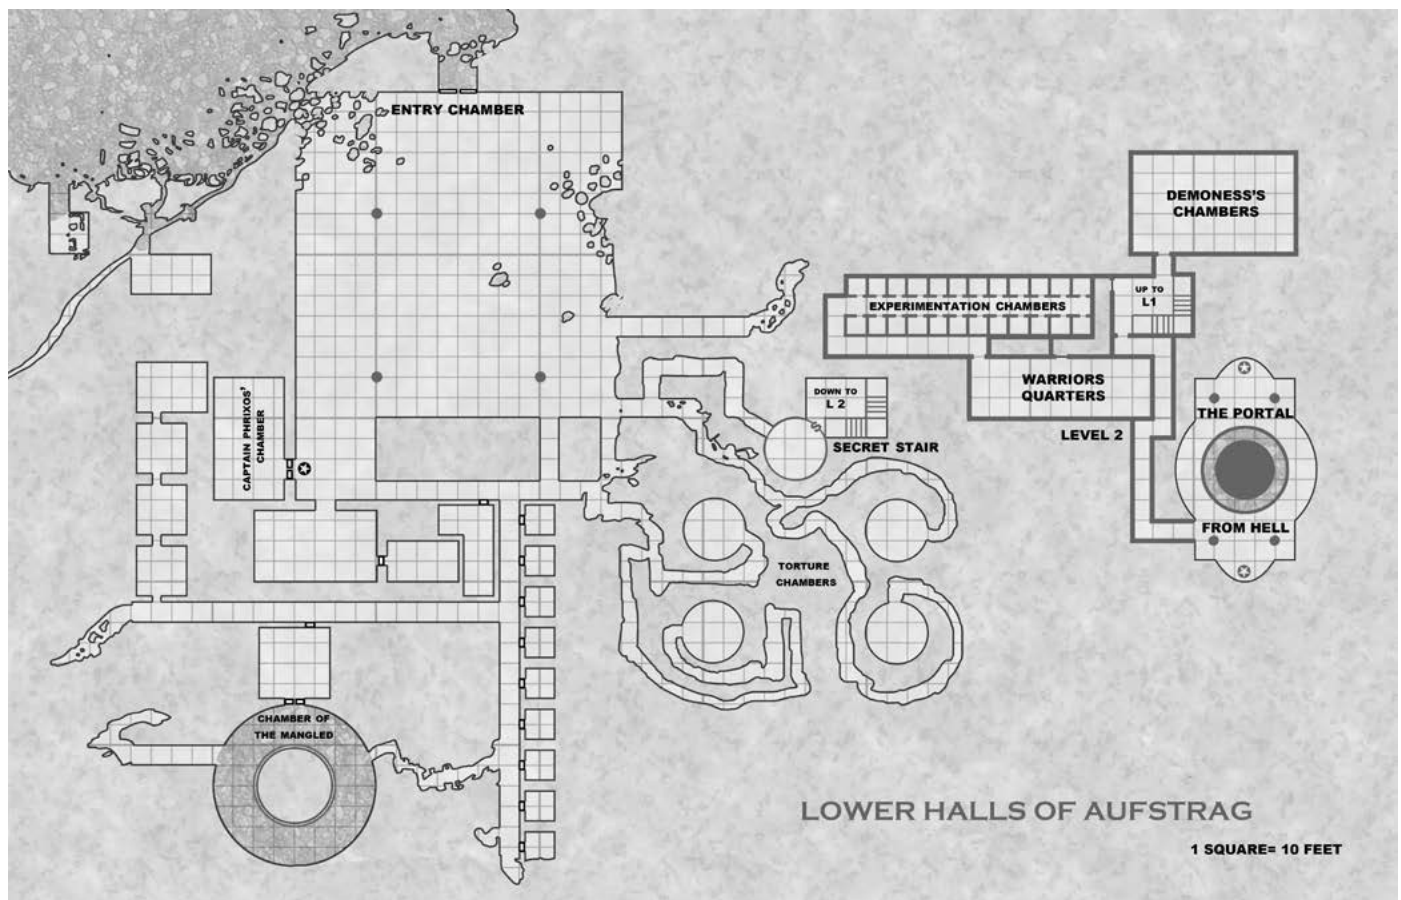 ENTRY CHAMBER
DEMONESS'S
CHAMBERS
UP TO
L1
EXPERIMENTATION CHAMBERS
WARRIORS
QUARTERS
LEVEL 2
DOWN TO
L 2
S
SECRET STAIR
THE PORTAL
FROM HELL
CAPTAIN PHRIXOS'
CHAMBER
TORTURE
CHAMBERS
CHAMBER OF
THE MANGLED
LOWER HALLS OF AUFSTRAG
1 SQUARE= 10 FEET